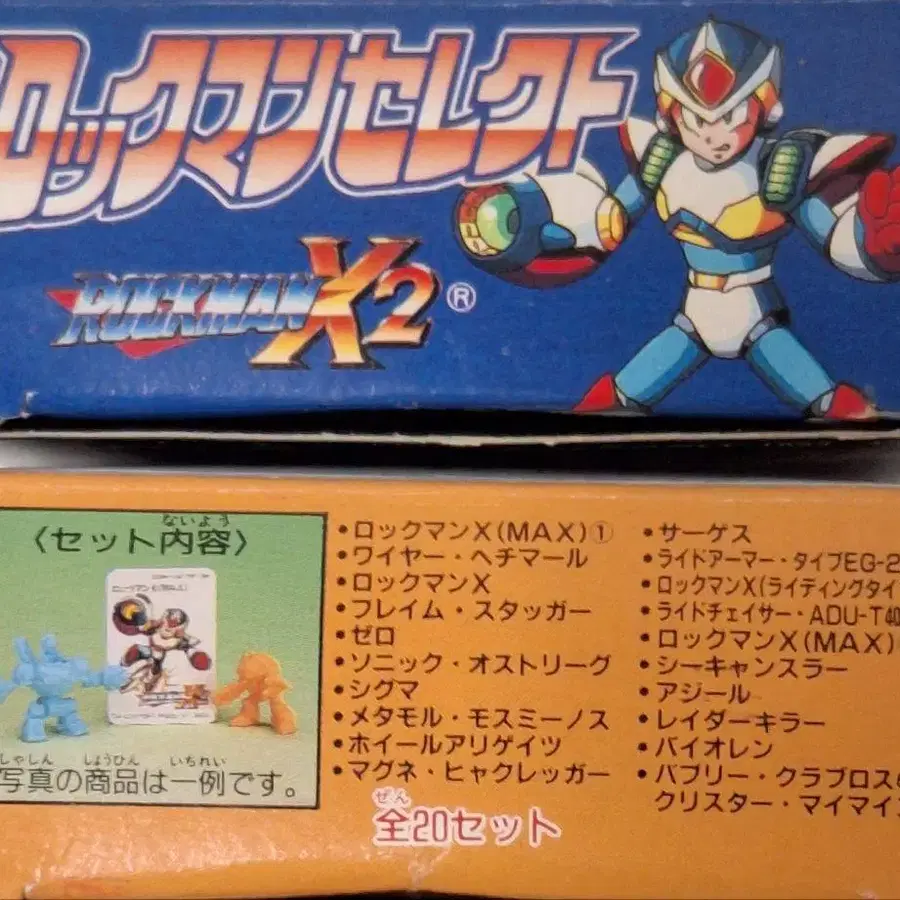 ロックマンセレクト
ROCKMAN X2®
ないよう
〈セット内容〉
しゃしん しょうひん いちれい
写真の商品は一例です。
・ロックマンX(MAX)①
・ワイヤー・ヘチマール
・ロックマンX
・フレイム・スタッガー
・ゼロ
・ソニック・オストリーグ
・シグマ
・メタモル・モスミーノス
・ホイールアリゲイツ
・マグネ・ヒャクレッガー
・サーゲス
・ライドアーマー・タイプEG-2
・ロックマンX(ライディングタイ
・ライドチェイサー・ADU-T40
・ロックマンX(MAX)
・シーキャンスラー
・アジール
・レイダーキラー
・バイオレン
・バブリー・クラブロス
クリスター・マイマイン
ぜん
全20セット